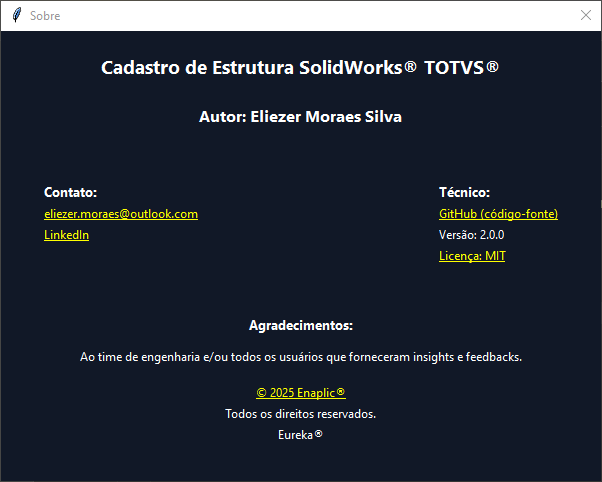 Sobre
Cadastro de Estrutura SolidWorks® TOTVS®
Autor: Eliezer Moraes Silva
Contato:
eliezer.moraes@outlook.com
LinkedIn
Técnico:
GitHub (código-fonte)
Versão: 2.0.0
Licença: MIT
Agradecimentos:
Ao time de engenharia e/ou todos os usuários que forneceram insights e feedbacks.
© 2025 Enaplic®
Todos os direitos reservados.
Eureka®